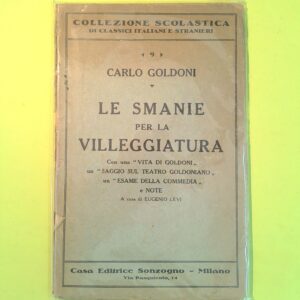 COLLEZIONE SCOLASTICA
DI CLASSICI ITALIANI E STRANIERI
9
CARLO GOLDONI
LE SMANIE
PER LA
VILLEGGIATURA
Con una "VITA DI GOLDONI„
un "SAGGIO SUL TEATRO GOLDONIANO„
un "ESAME DELLA COMMEDIA„
e NOTE
A cura di EUGENIO LEVI
Casa Editrice Sonzogno - Milano
Via Pasquirolo, 14